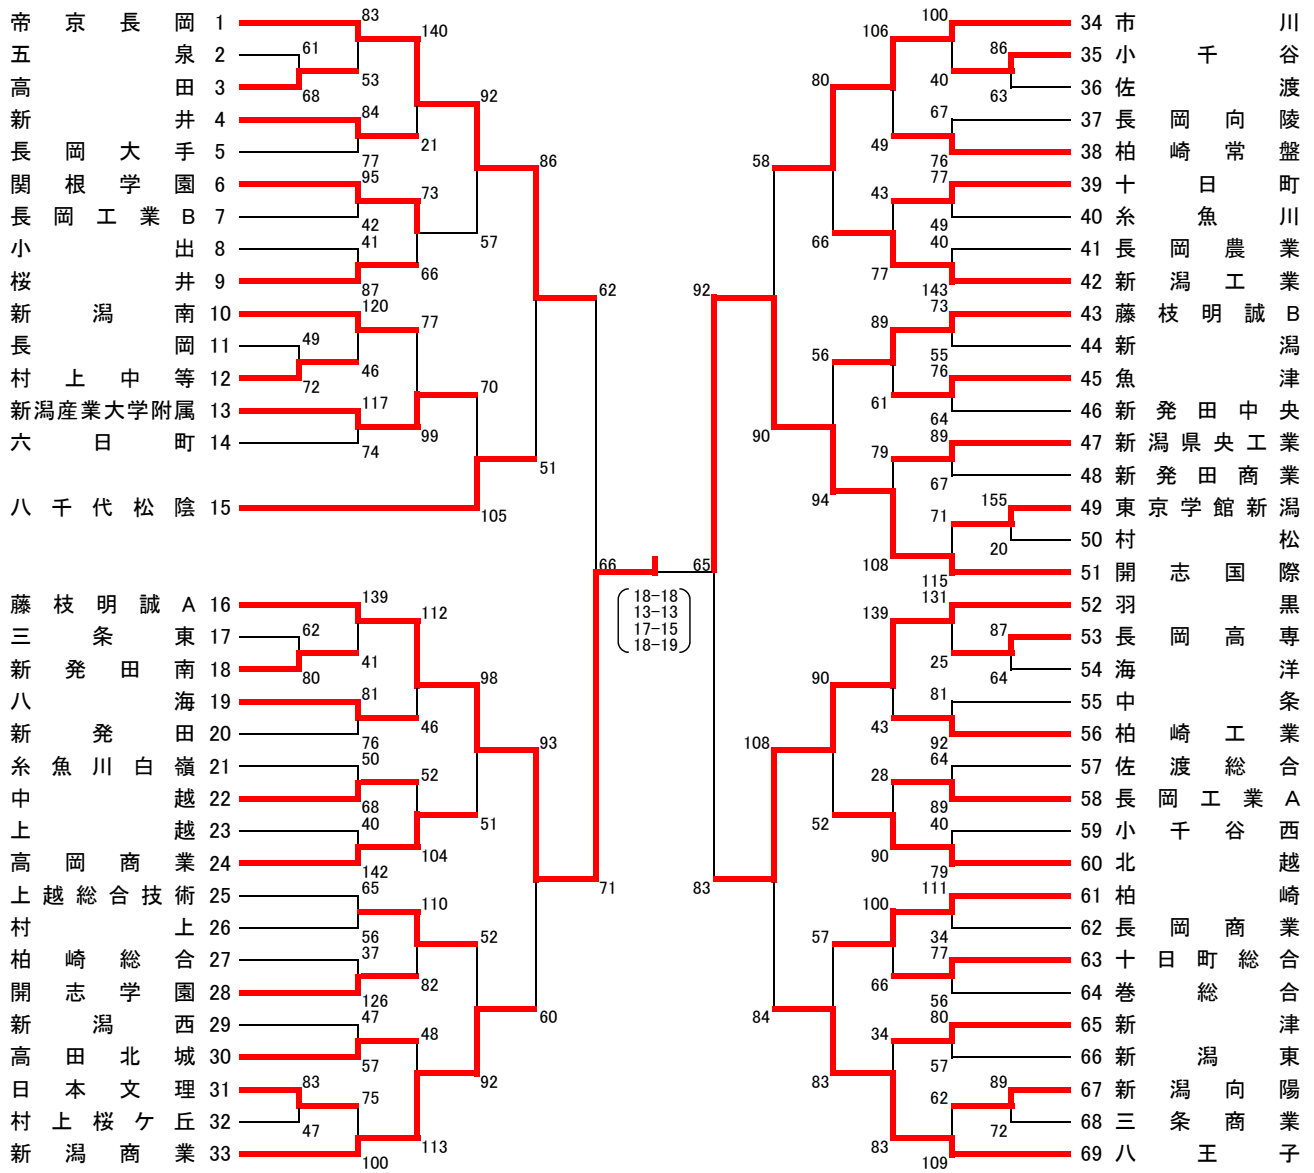 帝京長岡 1
五泉 2
高田 3
新井 4
長岡大手 5
関根学園 6
長岡工業B 7
小出 8
桜井 9
新潟南 10
長岡 11
村上中等 12
新潟産業大学附属 13
六日町 14
八千代松陰 15
藤枝明誠A 16
三条東 17
新発田南 18
八海 19
新発田 20
糸魚川白嶺 21
中越 22
上越 23
高岡商業 24
上越総合技術 25
村上 26
柏崎総合 27
開志学園 28
新潟西 29
高田北城 30
日本文理 31
村上桜ケ丘 32
新潟商業 33
61
68
49
72
62
80
83
47
83
53
84
77
95
42
41
87
120
46
117
74
139
41
81
76
50
68
40
142
65
56
37
126
47
57
75
100
140
21
73
66
77
99
112
46
52
104
110
82
48
113
92
57
70
105
98
51
52
92
86
51
93
60
62
71
66
65
18-18
13-13
17-15
18-19
92
83
58
90
108
84
80
66
56
94
90
52
57
83
106
49
43
77
89
61
79
108
139
43
28
90
100
66
34
83
100
40
67
76
77
49
40
143
73
55
76
64
89
67
71
115
131
25
81
92
64
89
40
79
111
34
77
56
80
57
62
109
86
63
155
20
87
64
89
72
34 市川
35 小千谷
36 佐渡
37 長岡向陵
38 柏崎常盤
39 十日町
40 糸魚川
41 長岡農業
42 新潟工業
43 藤枝明誠B
44 新潟
45 魚津
46 新発田中央
47 新潟県央工業
48 新発田商業
49 東京学館新潟
50 村松
51 開志国際
52 羽黒
53 長岡高専
54 海洋
55 中条
56 柏崎工業
57 佐渡総合
58 長岡工業A
59 小千谷西
60 北越
61 柏崎
62 長岡商業
63 十日町総合
64 巻総合
65 新津
66 新潟東
67 新潟向陽
68 三条商業
69 八王子